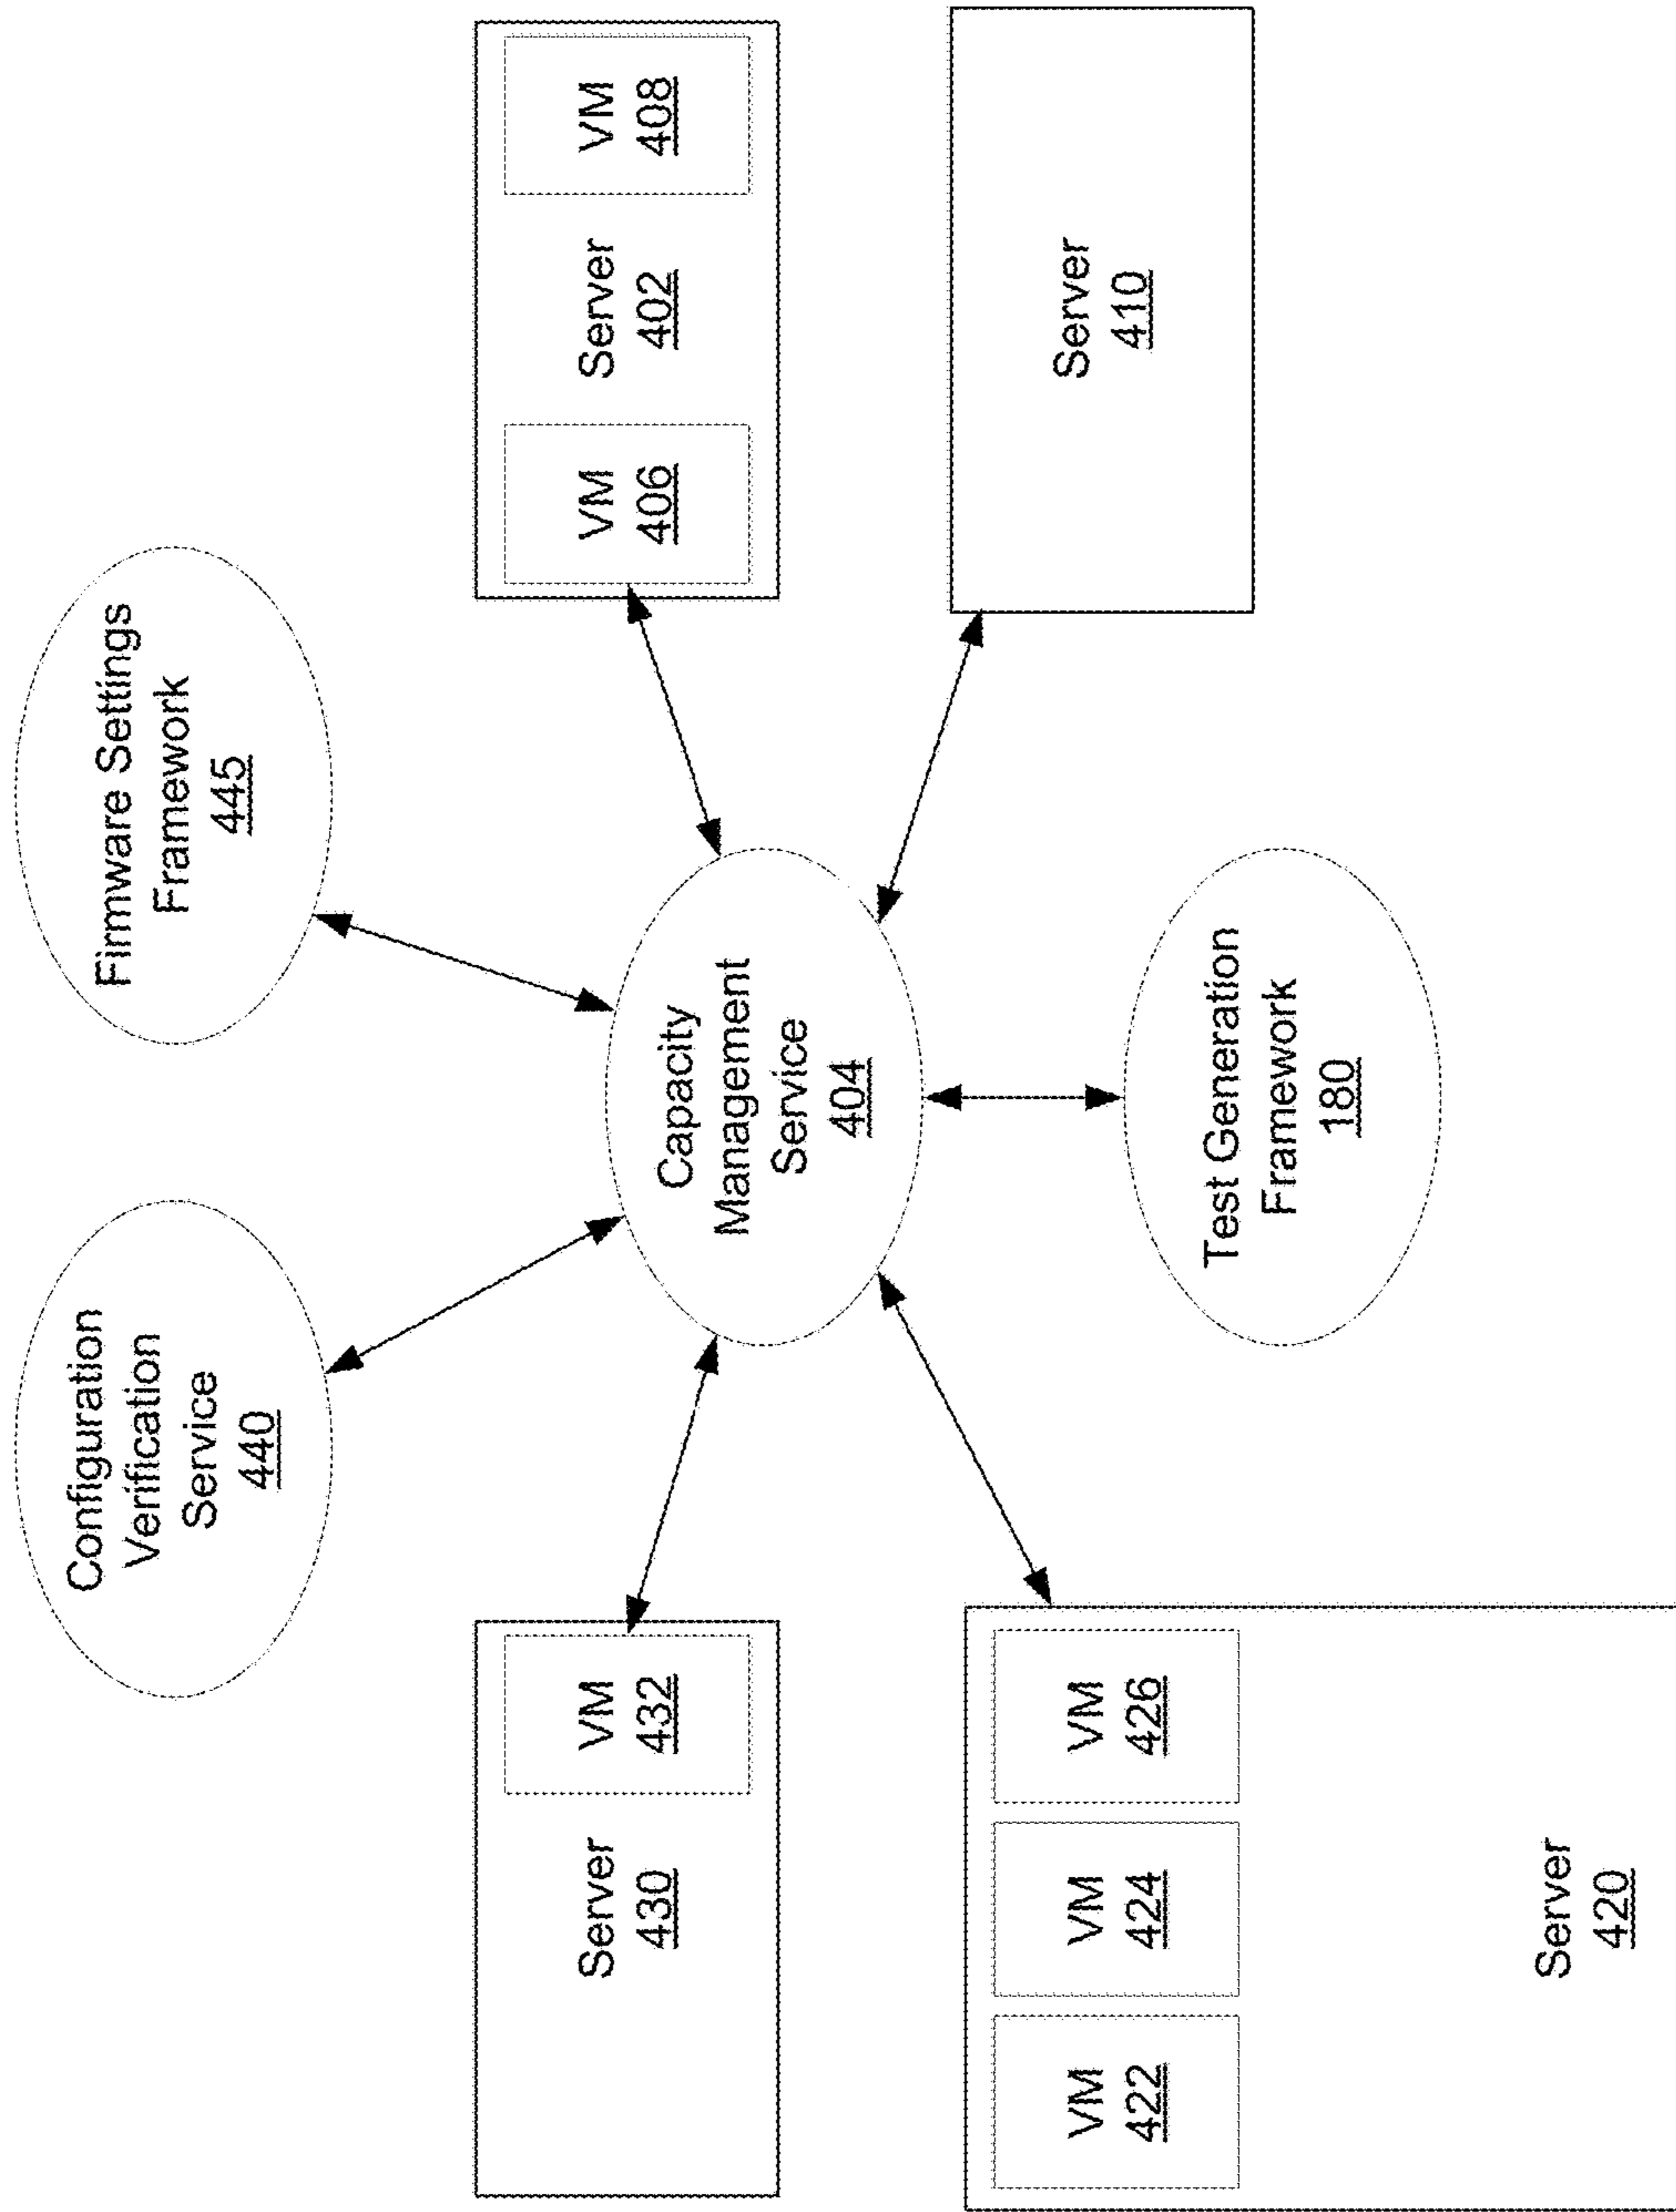 Configuration
Verification
Service
440
Firmware Settings
Framework
445
Server
430
VM
432
Capacity
Management
Service
404
VM
406
Server
402
VM
408
VM
422
VM
424
VM
426
Server
420
Test Generation
Framework
180
Server
410